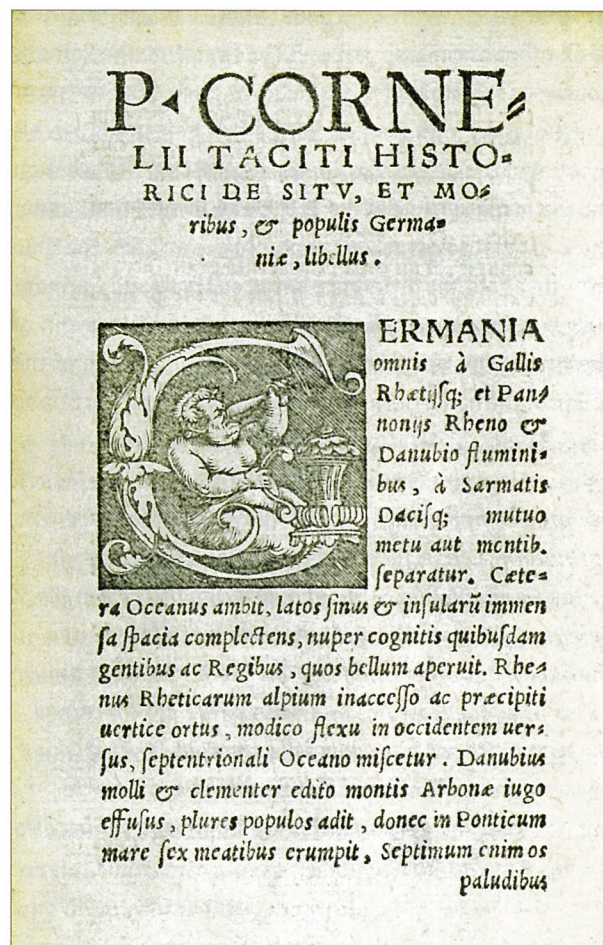 P. CORNE-
LII TACITI HISTO-
RICI DE SITV, ET MO-
ribus, & populis Germa-
niæ, libellus.
GERMANIA
omnis à Gallis
Rhætijsq; et Pan-
nonijs Rheno &
Danubio flumini-
bus, à Sarmatis
Dacisq; mutuo
metu aut montib.
separatur. Cæte-
ra Oceanus ambit, latos sinus & insularū immen
sa spacia complectens, nuper cognitis quibusdam
gentibus ac Regibus, quos bellum aperuit. Rhe-
nus Rheticarum alpium inaccesso ac præcipiti
uertice ortus, modico flexu in occidentem uer-
sus, septentrionali Oceano miscetur. Danubius
molli & clementer edito montis Arbonæ iugo
effusus, plures populos adit, donec in Ponticum
mare sex meatibus erumpit, Septimum enim os
paludibus